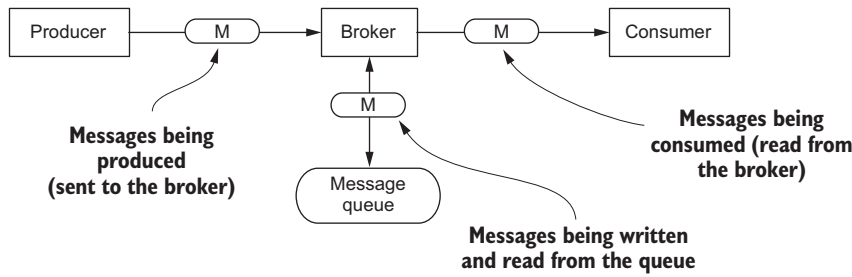 Producer
M
Broker
M
Consumer
M
Messages being
produced
(sent to the broker)
Messages being
consumed (read from
the broker)
Message
queue
Messages being written
and read from the queue